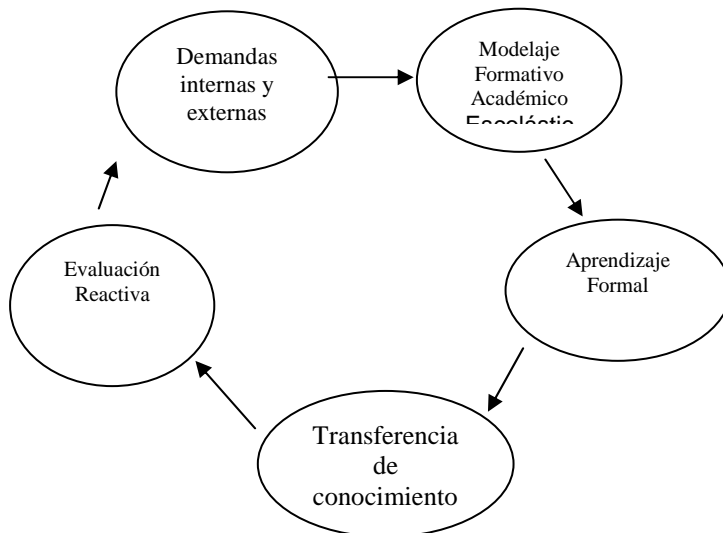 Demandas
internas y
externas
Modelaje
Formativo
Académico
Aprendizaje
Formal
Transferencia
de
conocimiento
Evaluación
Reactiva